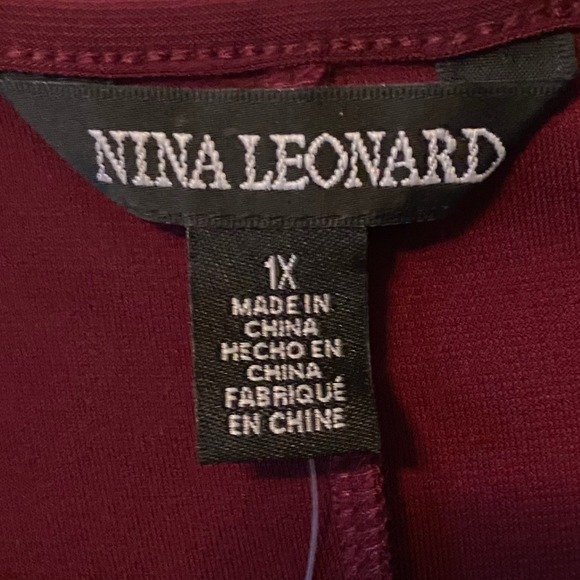 NINA LEONARD
1X
MADE IN
CHINA
HECHO EN
CHINA
FABRIQUÉ
EN CHINE